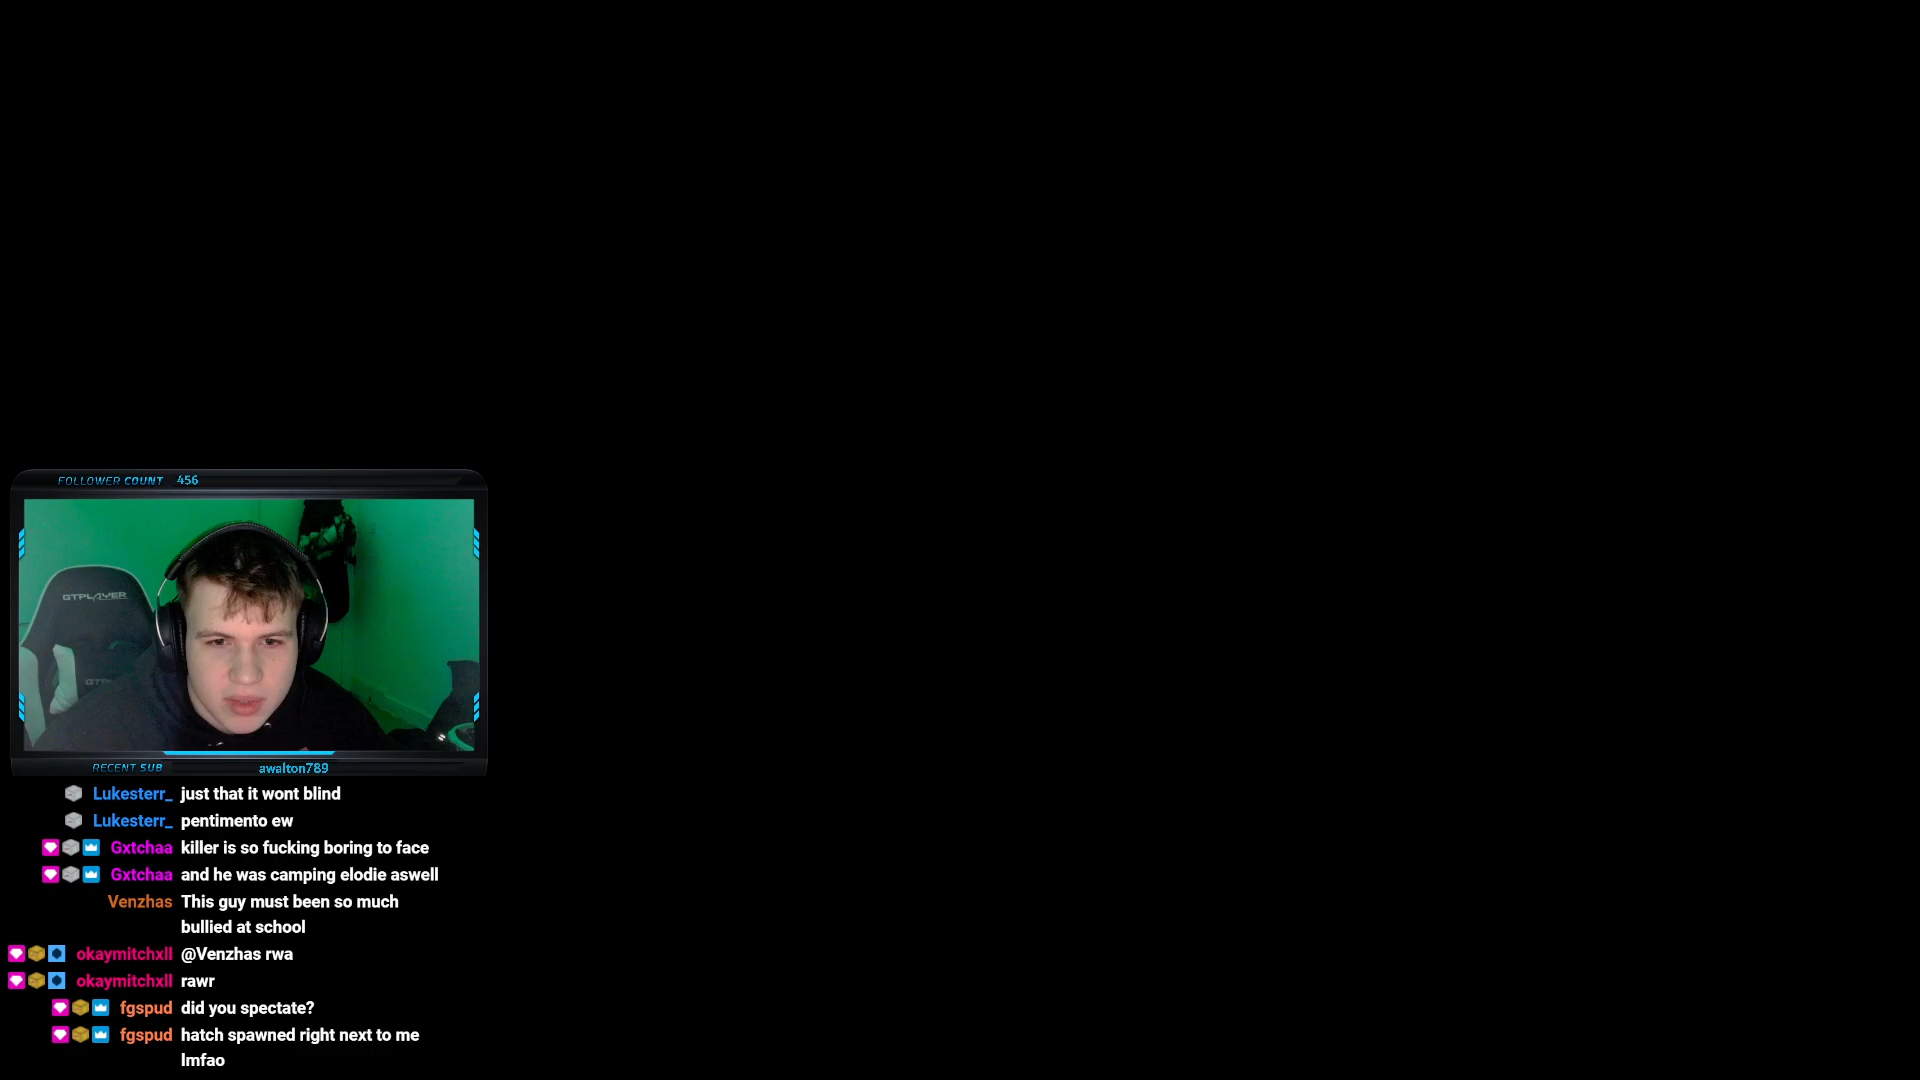 FOLLOWER COUNT 456
GTPLAYER
GT
RECENT SUB awalton789
Lukesterr_ just that it wont blind
Lukesterr_ pentimento ew
Gxtchaa killer is so fucking boring to face
Gxtchaa and he was camping elodie aswell
Venzhas This guy must been so much
bullied at school
okaymitchxll @Venzhas rwa
okaymitchxll rawr
fgspud did you spectate?
fgspud hatch spawned right next to me
lmfao